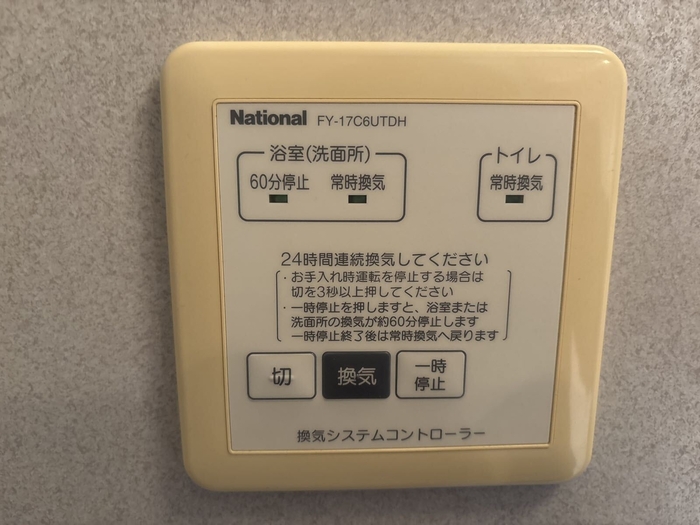 National FY-17C6UTDH
浴室(洗面所)
トイレ
60分停止 常時換気
常時換気
24時間連続換気してください
・お手入れ時運転を停止する場合は
切を3秒以上押してください
・一時停止を押しますと、浴室または
洗面所の換気が約60分停止します
一時停止終了後は常時換気へ戻ります
切
換気
一時
停止
換気システムコントローラー